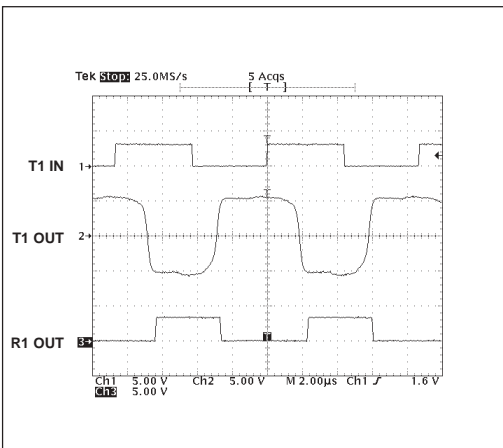 Tek Stop: 25.0MS/s 5 Acqs
[ T ]
T1 IN 1
T1 OUT 2
R1 OUT 3
T
Ch1 5.00 V Ch2 5.00 V M 2.00µs Ch1 1.6 V
Ch3 5.00 V